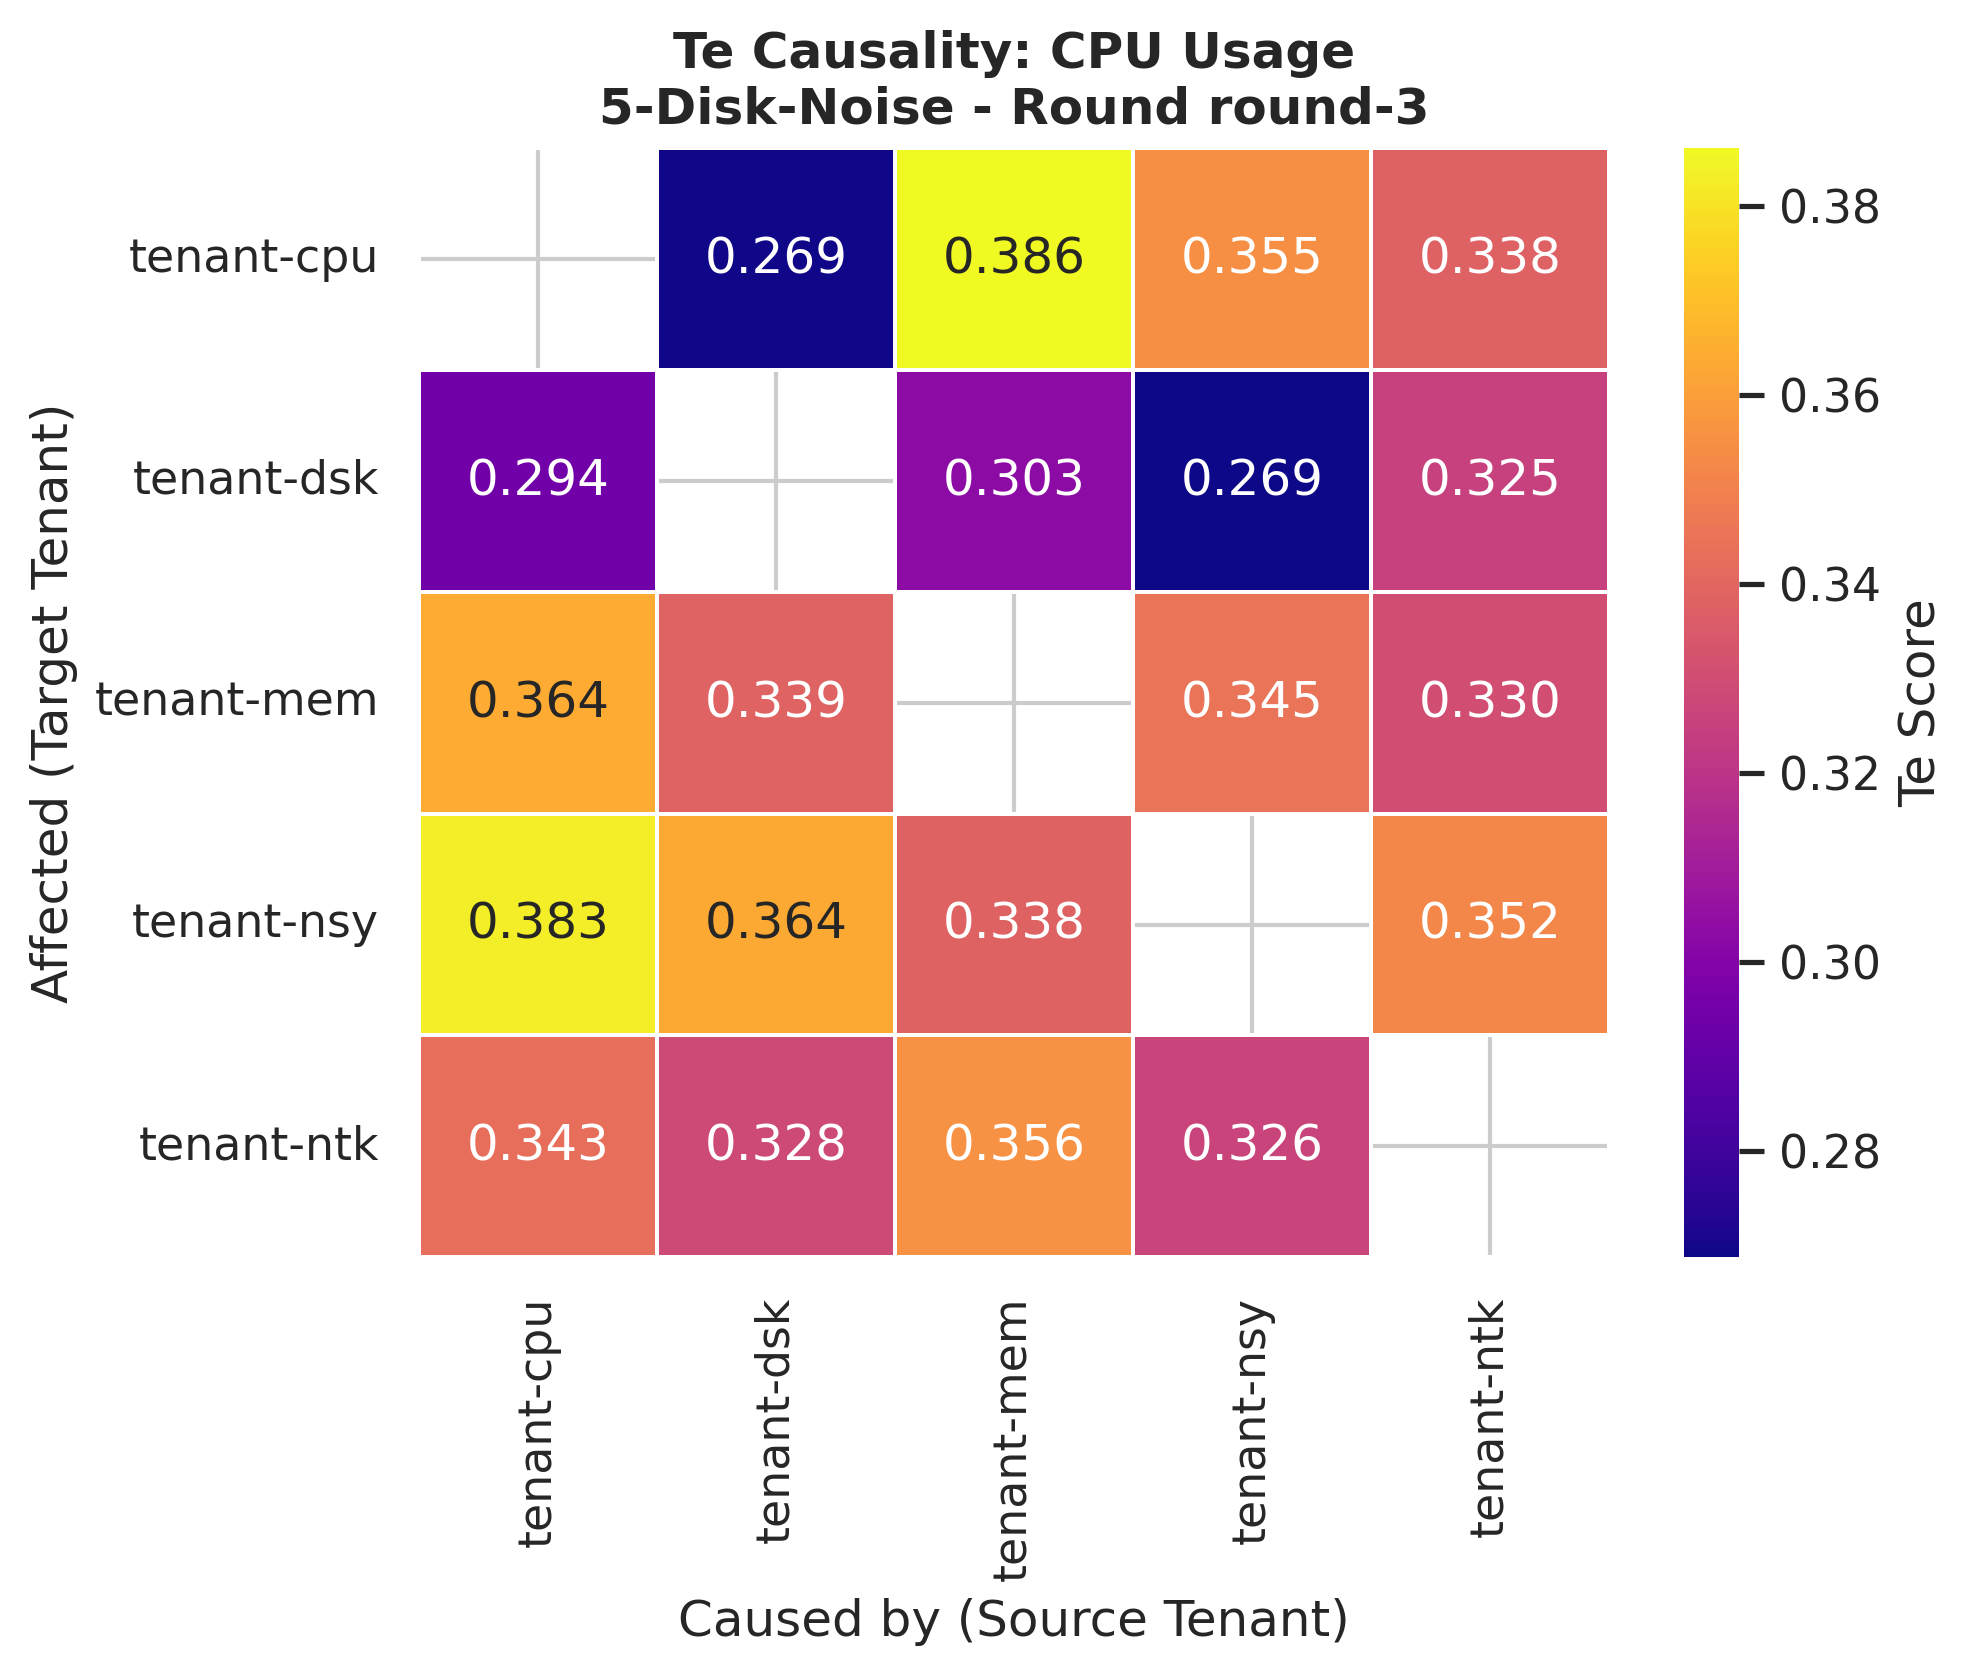 Te Causality: CPU Usage
5-Disk-Noise - Round round-3
tenant-cpu
0.269
0.386
0.355
0.338
tenant-dsk
0.294
0.303
0.269
0.325
tenant-mem
0.364
0.339
0.345
0.330
tenant-nsy
0.383
0.364
0.338
0.352
tenant-ntk
0.343
0.328
0.356
0.326
Affected (Target Tenant)
tenant-cpu
tenant-dsk
tenant-mem
tenant-nsy
tenant-ntk
Caused by (Source Tenant)
0.38
0.36
0.34
0.32
0.30
0.28
Te Score